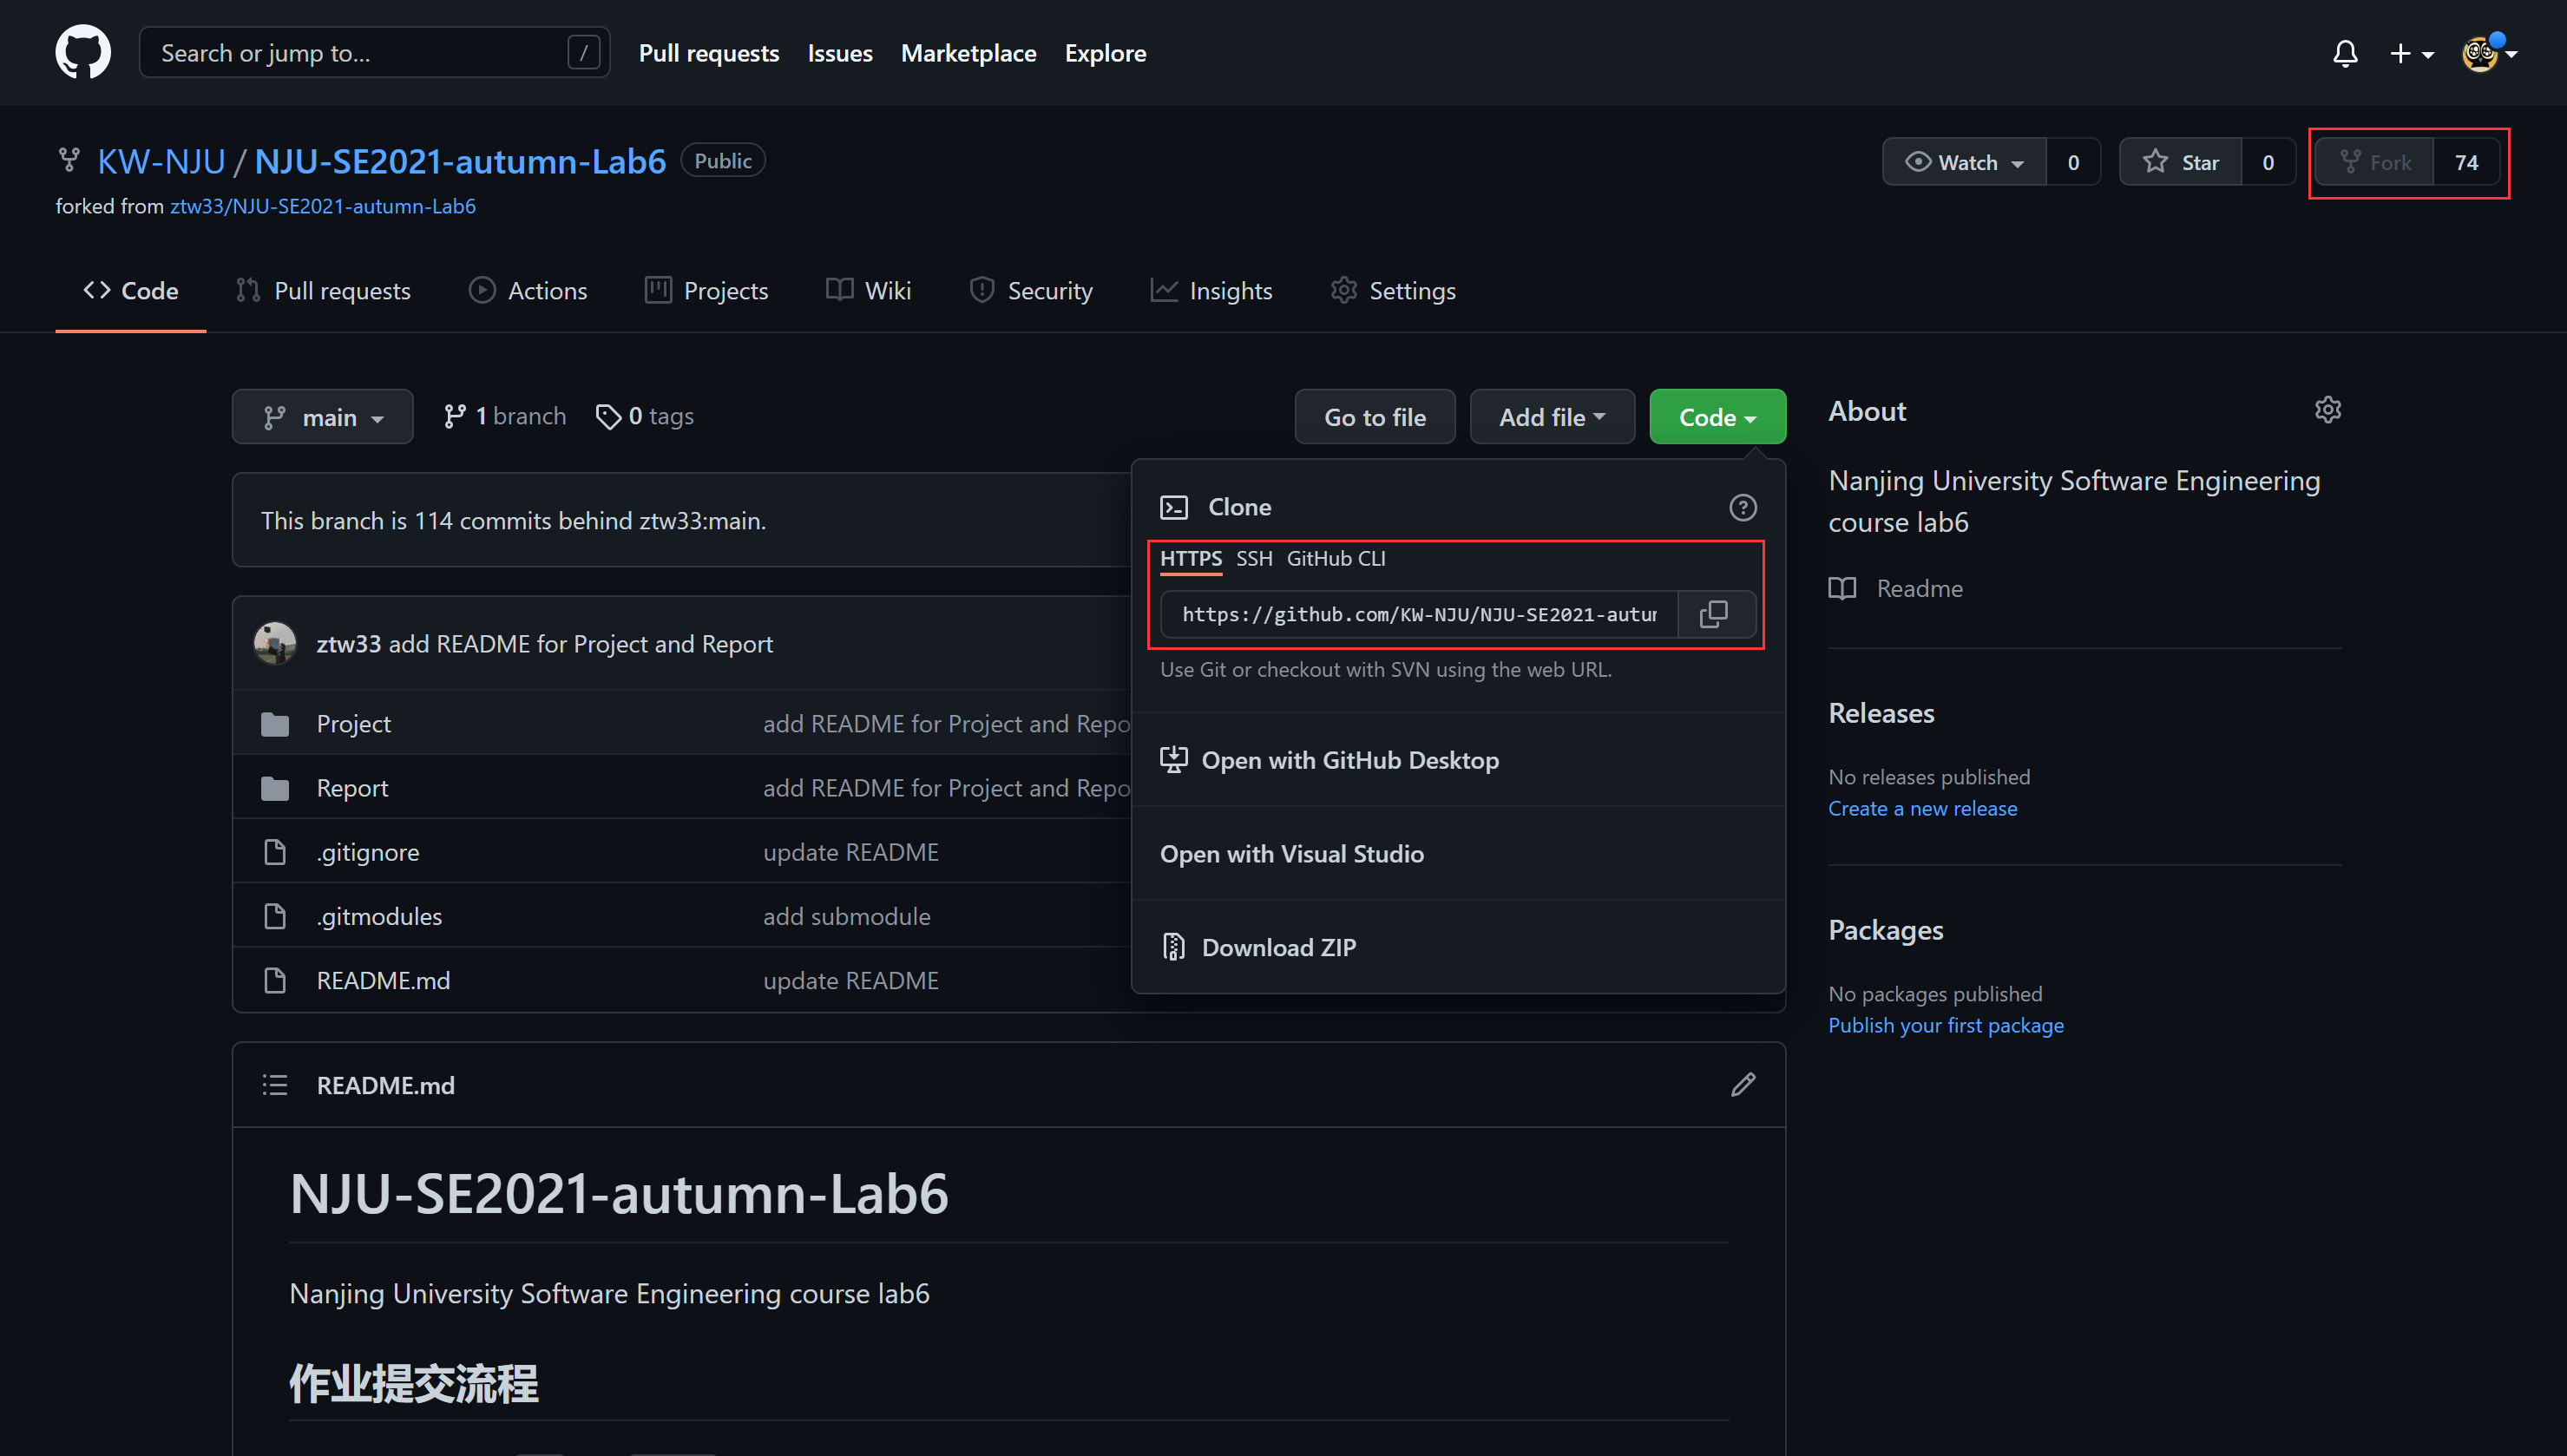 Search or jump to... /
Pull requests Issues Marketplace Explore
KW-NJU / NJU-SE2021-autumn-Lab6 Public
Watch 0 Star 0 Fork 74
forked from ztw33/NJU-SE2021-autumn-Lab6
Code Pull requests Actions Projects Wiki Security Insights Settings
main 1 branch 0 tags
Go to file Add file Code
This branch is 114 commits behind ztw33:main.
ztw33 add README for Project and Report
Project add README for Project and Repo
Report add README for Project and Repo
.gitignore update README
.gitmodules add submodule
README.md update README
Clone
HTTPS SSH GitHub CLI
https://github.com/KW-NJU/NJU-SE2021-autu
Use Git or checkout with SVN using the web URL.
Open with GitHub Desktop
Open with Visual Studio
Download ZIP
About
Nanjing University Software Engineering
course lab6
Readme
Releases
No releases published
Create a new release
Packages
No packages published
Publish your first package
README.md
NJU-SE2021-autumn-Lab6
Nanjing University Software Engineering course lab6
作业提交流程